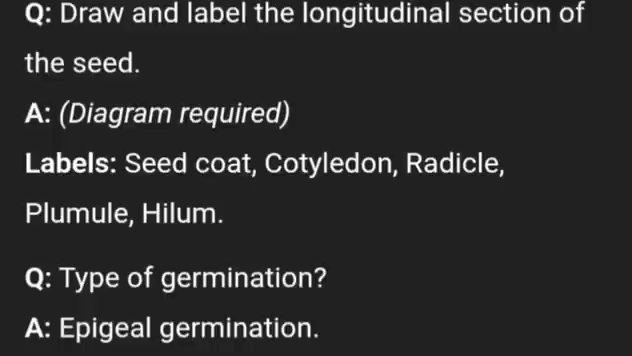 Q: Draw and label the longitudinal section of
the seed.
A: (Diagram required)
Labels: Seed coat, Cotyledon, Radicle,
Plumule, Hilum.
Q: Type of germination?
A: Epigeal germination.